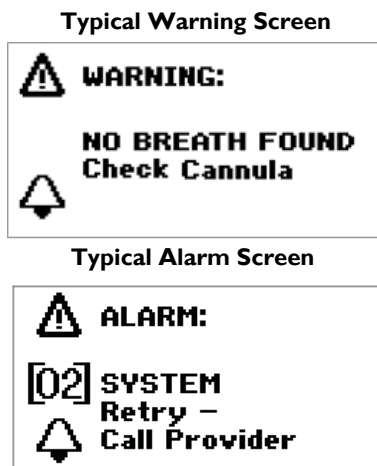 Typical Warning Screen
WARNING:
NO BREATH FOUND
Check Cannula
Typical Alarm Screen
ALARM:
[02] SYSTEM
Retry –
Call Provider